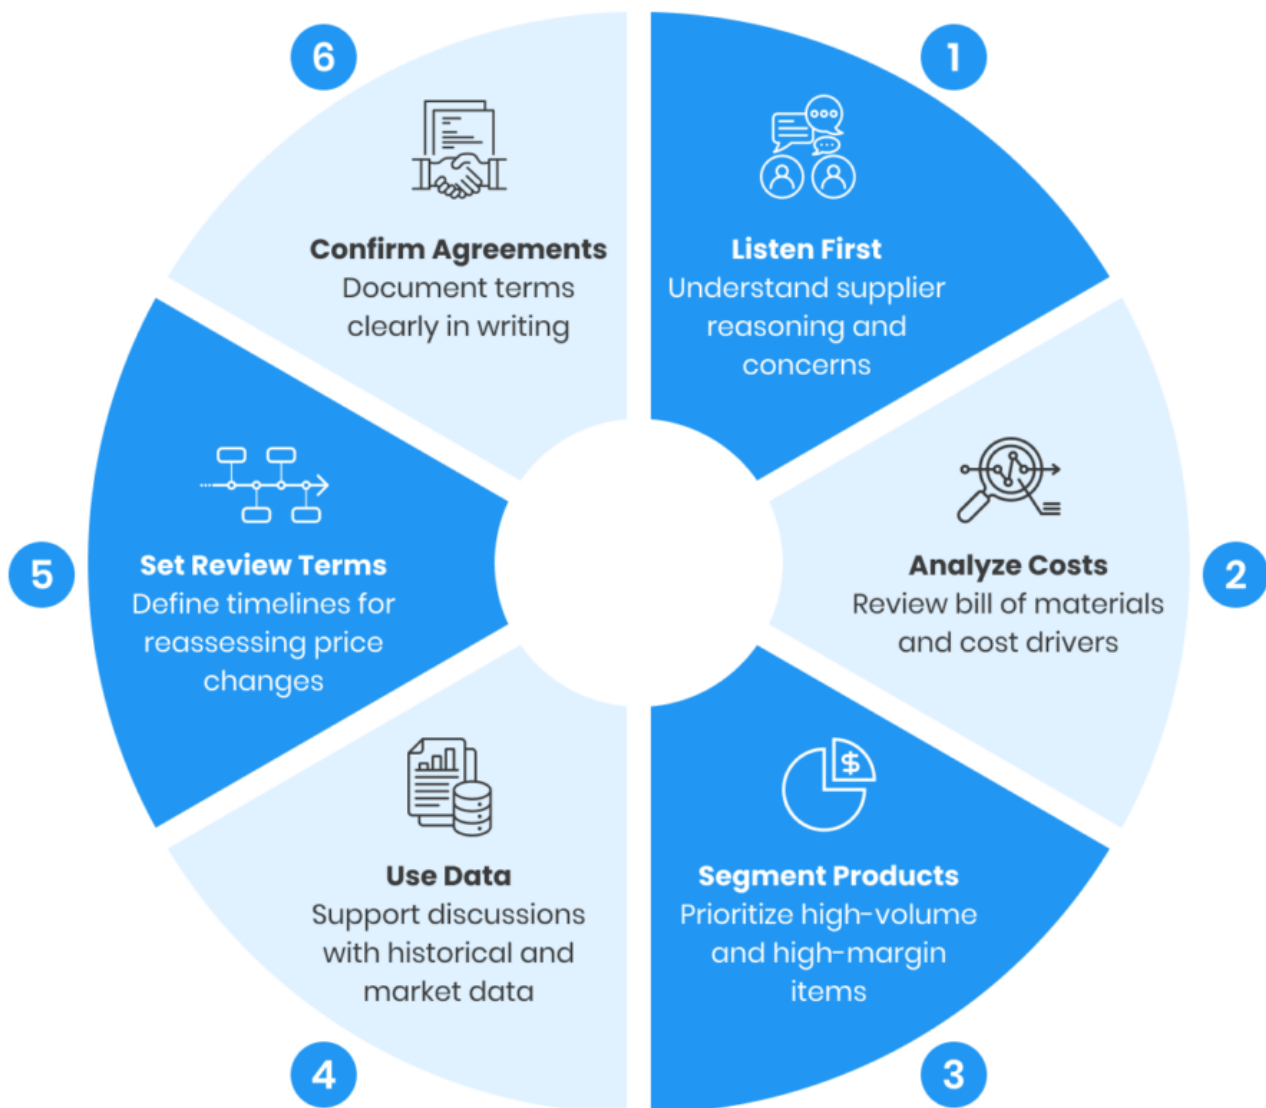 1
Listen First
Understand supplier
reasoning and
concerns
2
Analyze Costs
Review bill of materials
and cost drivers
3
$
Segment Products
Prioritize high-volume
and high-margin
items
4
Use Data
Support discussions
with historical and
market data
5
Set Review Terms
Define timelines for
reassessing price
changes
6
Confirm Agreements
Document terms
clearly in writing